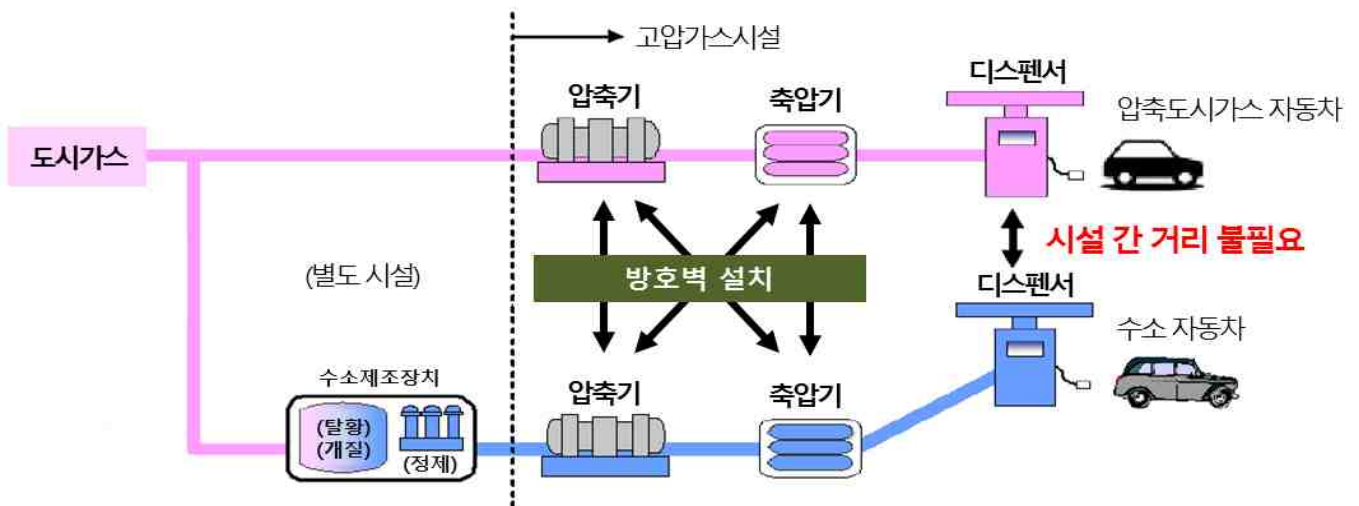 고압가스시설
디스펜서
압축기
축압기
압축도시가스 자동차
도시가스
시설 간 거리 불필요
(별도 시설)
방호벽 설치
디스펜서
수소 자동차
수소제조장치
압축기
축압기
(탈황)
(개질)
(정제)